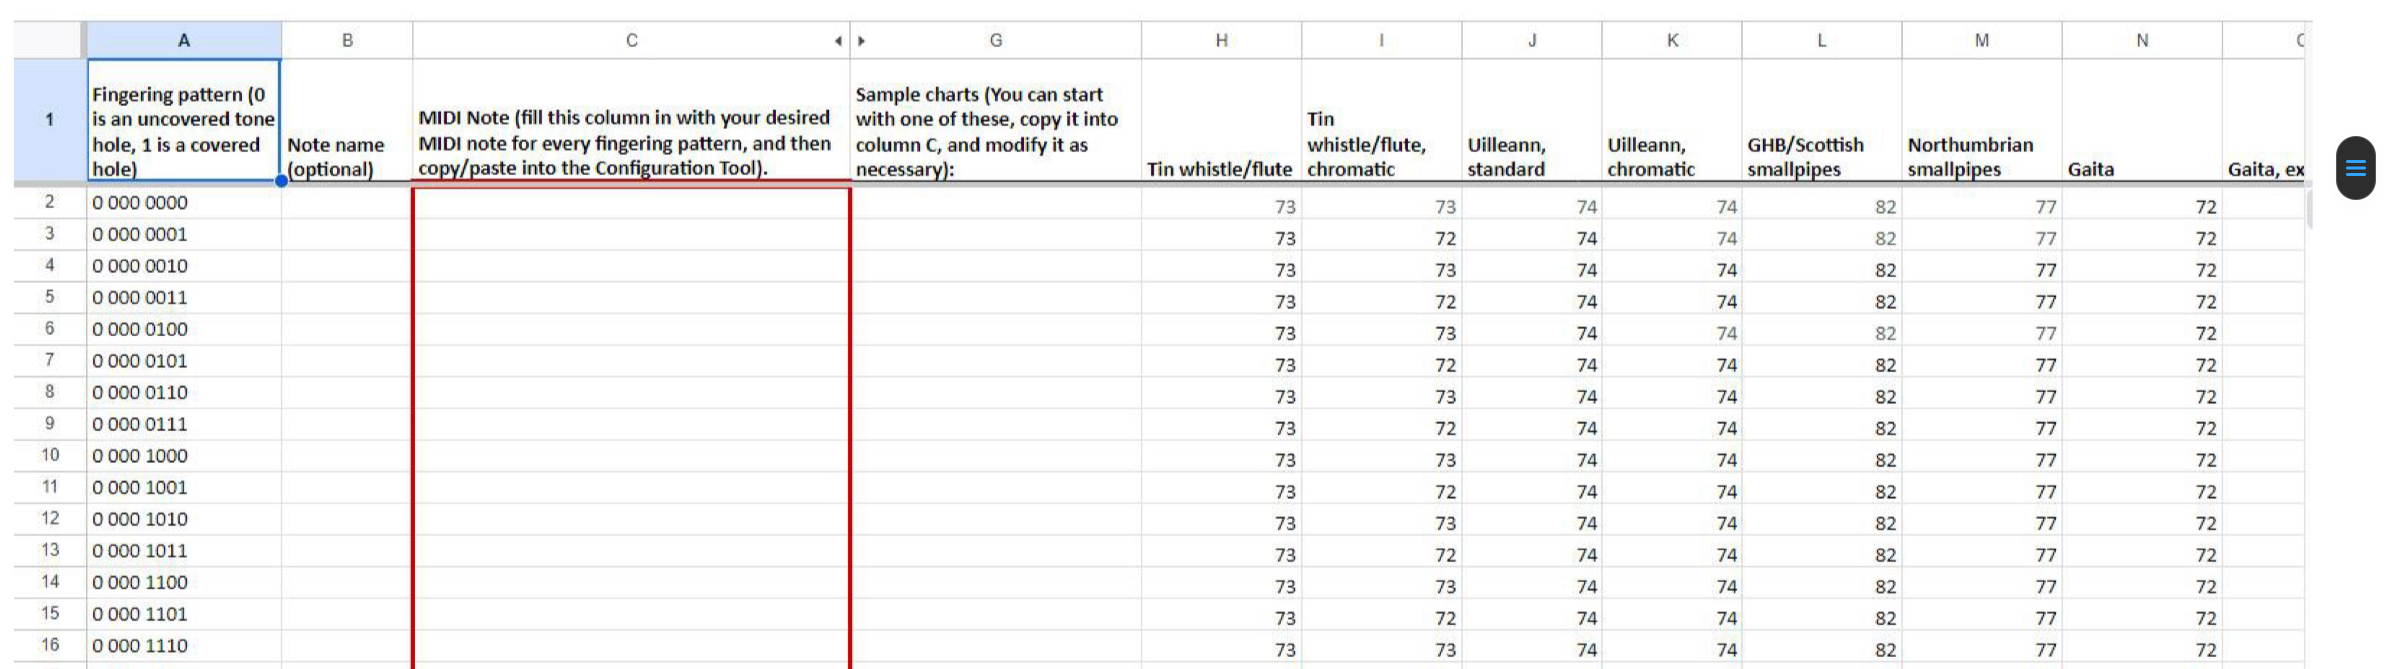 A B C G H I J K L M N
1
Fingering pattern (0
is an uncovered tone
hole, 1 is a covered
hole)
Note name
(optional)
MIDI Note (fill this column in with your desired
MIDI note for every fingering pattern, and then
copy/paste into the Configuration Tool).
Sample charts (You can start
with one of these, copy it into
column C, and modify it as
necessary):
Tin whistle/flute
Tin
whistle/flute,
chromatic
Uilleann,
standard
Uilleann,
chromatic
GHB/Scottish
smallpipes
Northumbrian
smallpipes
Gaita
Gaita, ex
2 0 000 0000 73 73 74 74 82 77 72
3 0 000 0001 73 72 74 74 82 77 72
4 0 000 0010 73 73 74 74 82 77 72
5 0 000 0011 73 72 74 74 82 77 72
6 0 000 0100 73 73 74 74 82 77 72
7 0 000 0101 73 72 74 74 82 77 72
8 0 000 0110 73 73 74 74 82 77 72
9 0 000 0111 73 72 74 74 82 77 72
10 0 000 1000 73 73 74 74 82 77 72
11 0 000 1001 73 72 74 74 82 77 72
12 0 000 1010 73 73 74 74 82 77 72
13 0 000 1011 73 72 74 74 82 77 72
14 0 000 1100 73 73 74 74 82 77 72
15 0 000 1101 73 72 74 74 82 77 72
16 0 000 1110 73 73 74 74 82 77 72